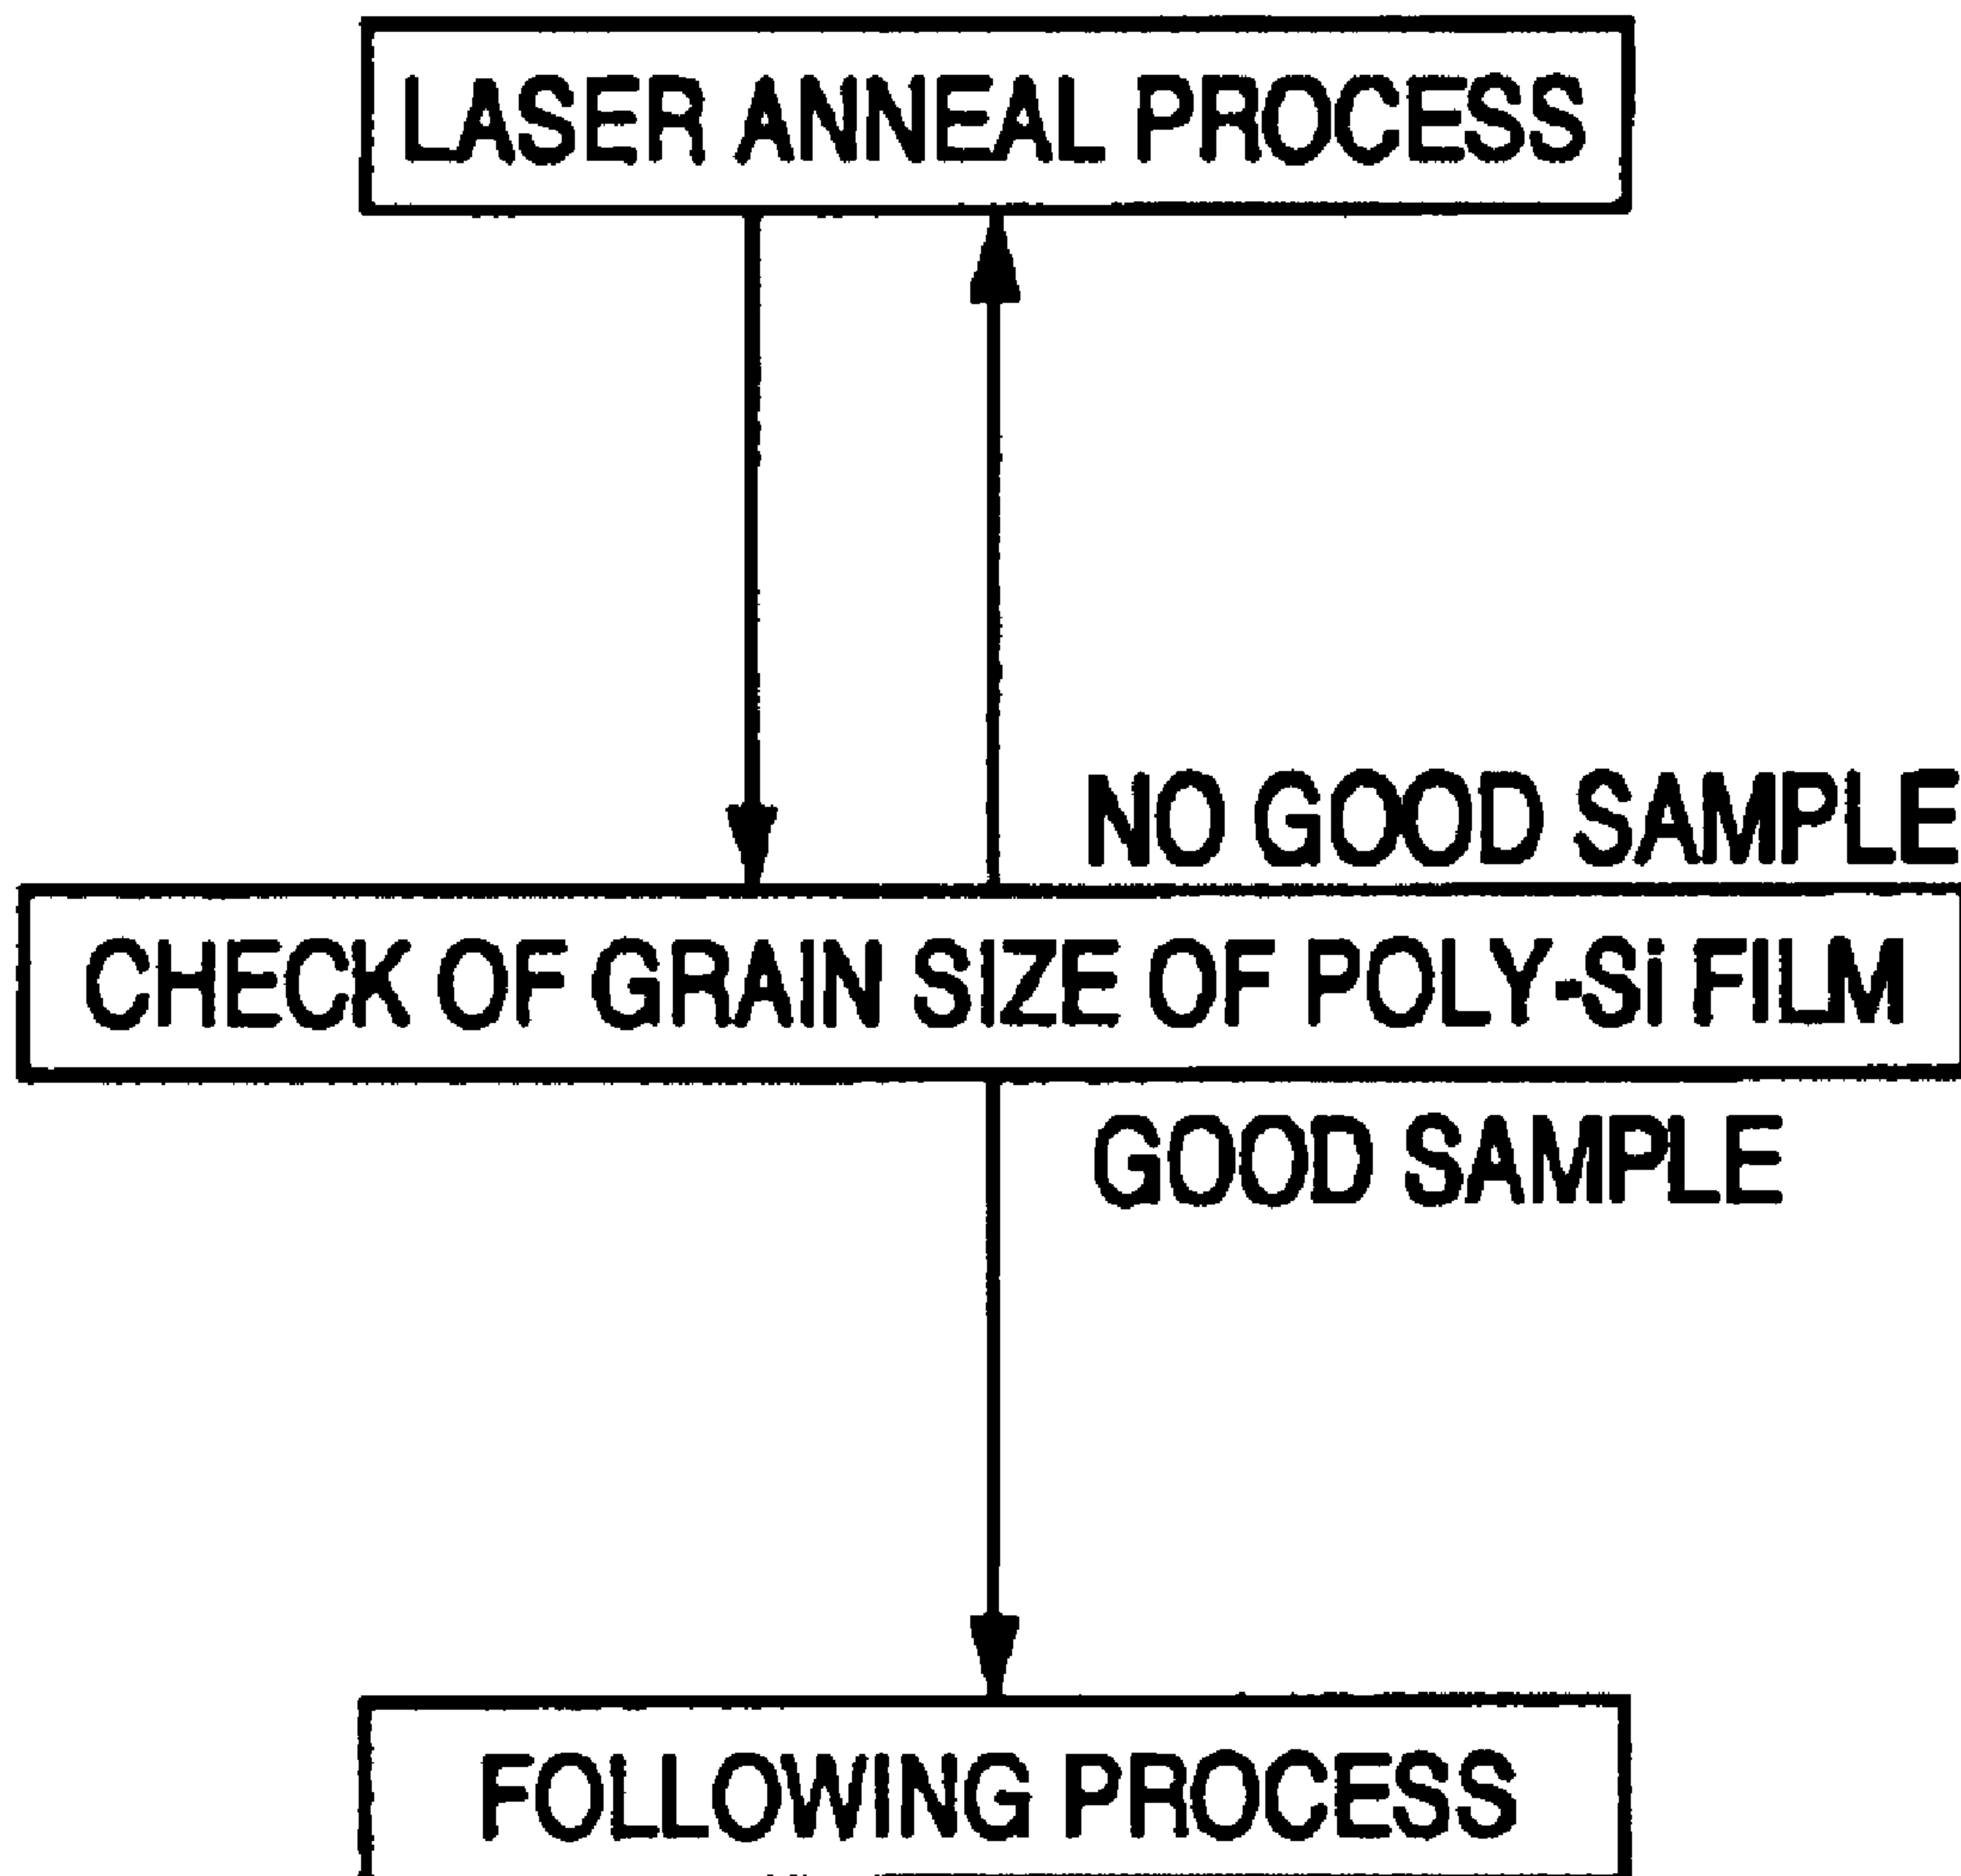 LASER ANNEAL PROCESS
NO GOOD SAMPLE
CHECK OF GRAIN SIZE OF POLY-Si FILM
GOOD SAMPLE
FOLLOWING PROCESS